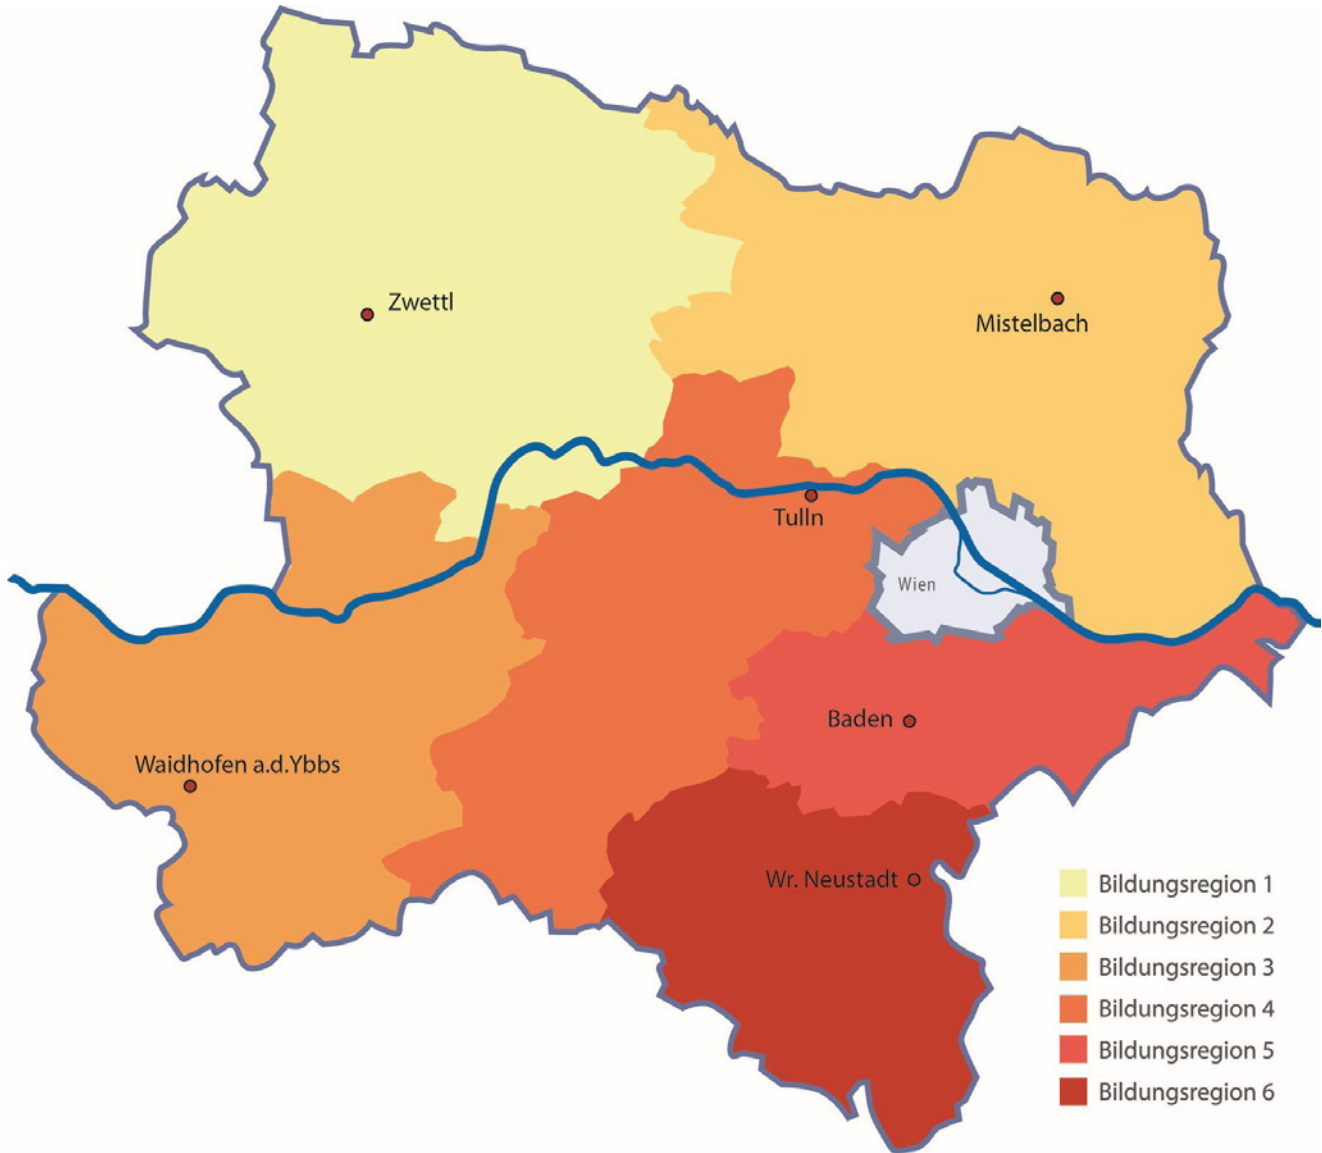 Zwettl
Mistelbach
Tulln
Wien
Baden
Waidhofen a.d.Ybbs
Wr. Neustadt
Bildungsregion 1
Bildungsregion 2
Bildungsregion 3
Bildungsregion 4
Bildungsregion 5
Bildungsregion 6